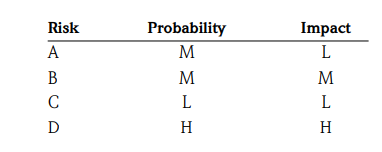 Risk Probability Impact
A M L
B M M
C L L
D H H